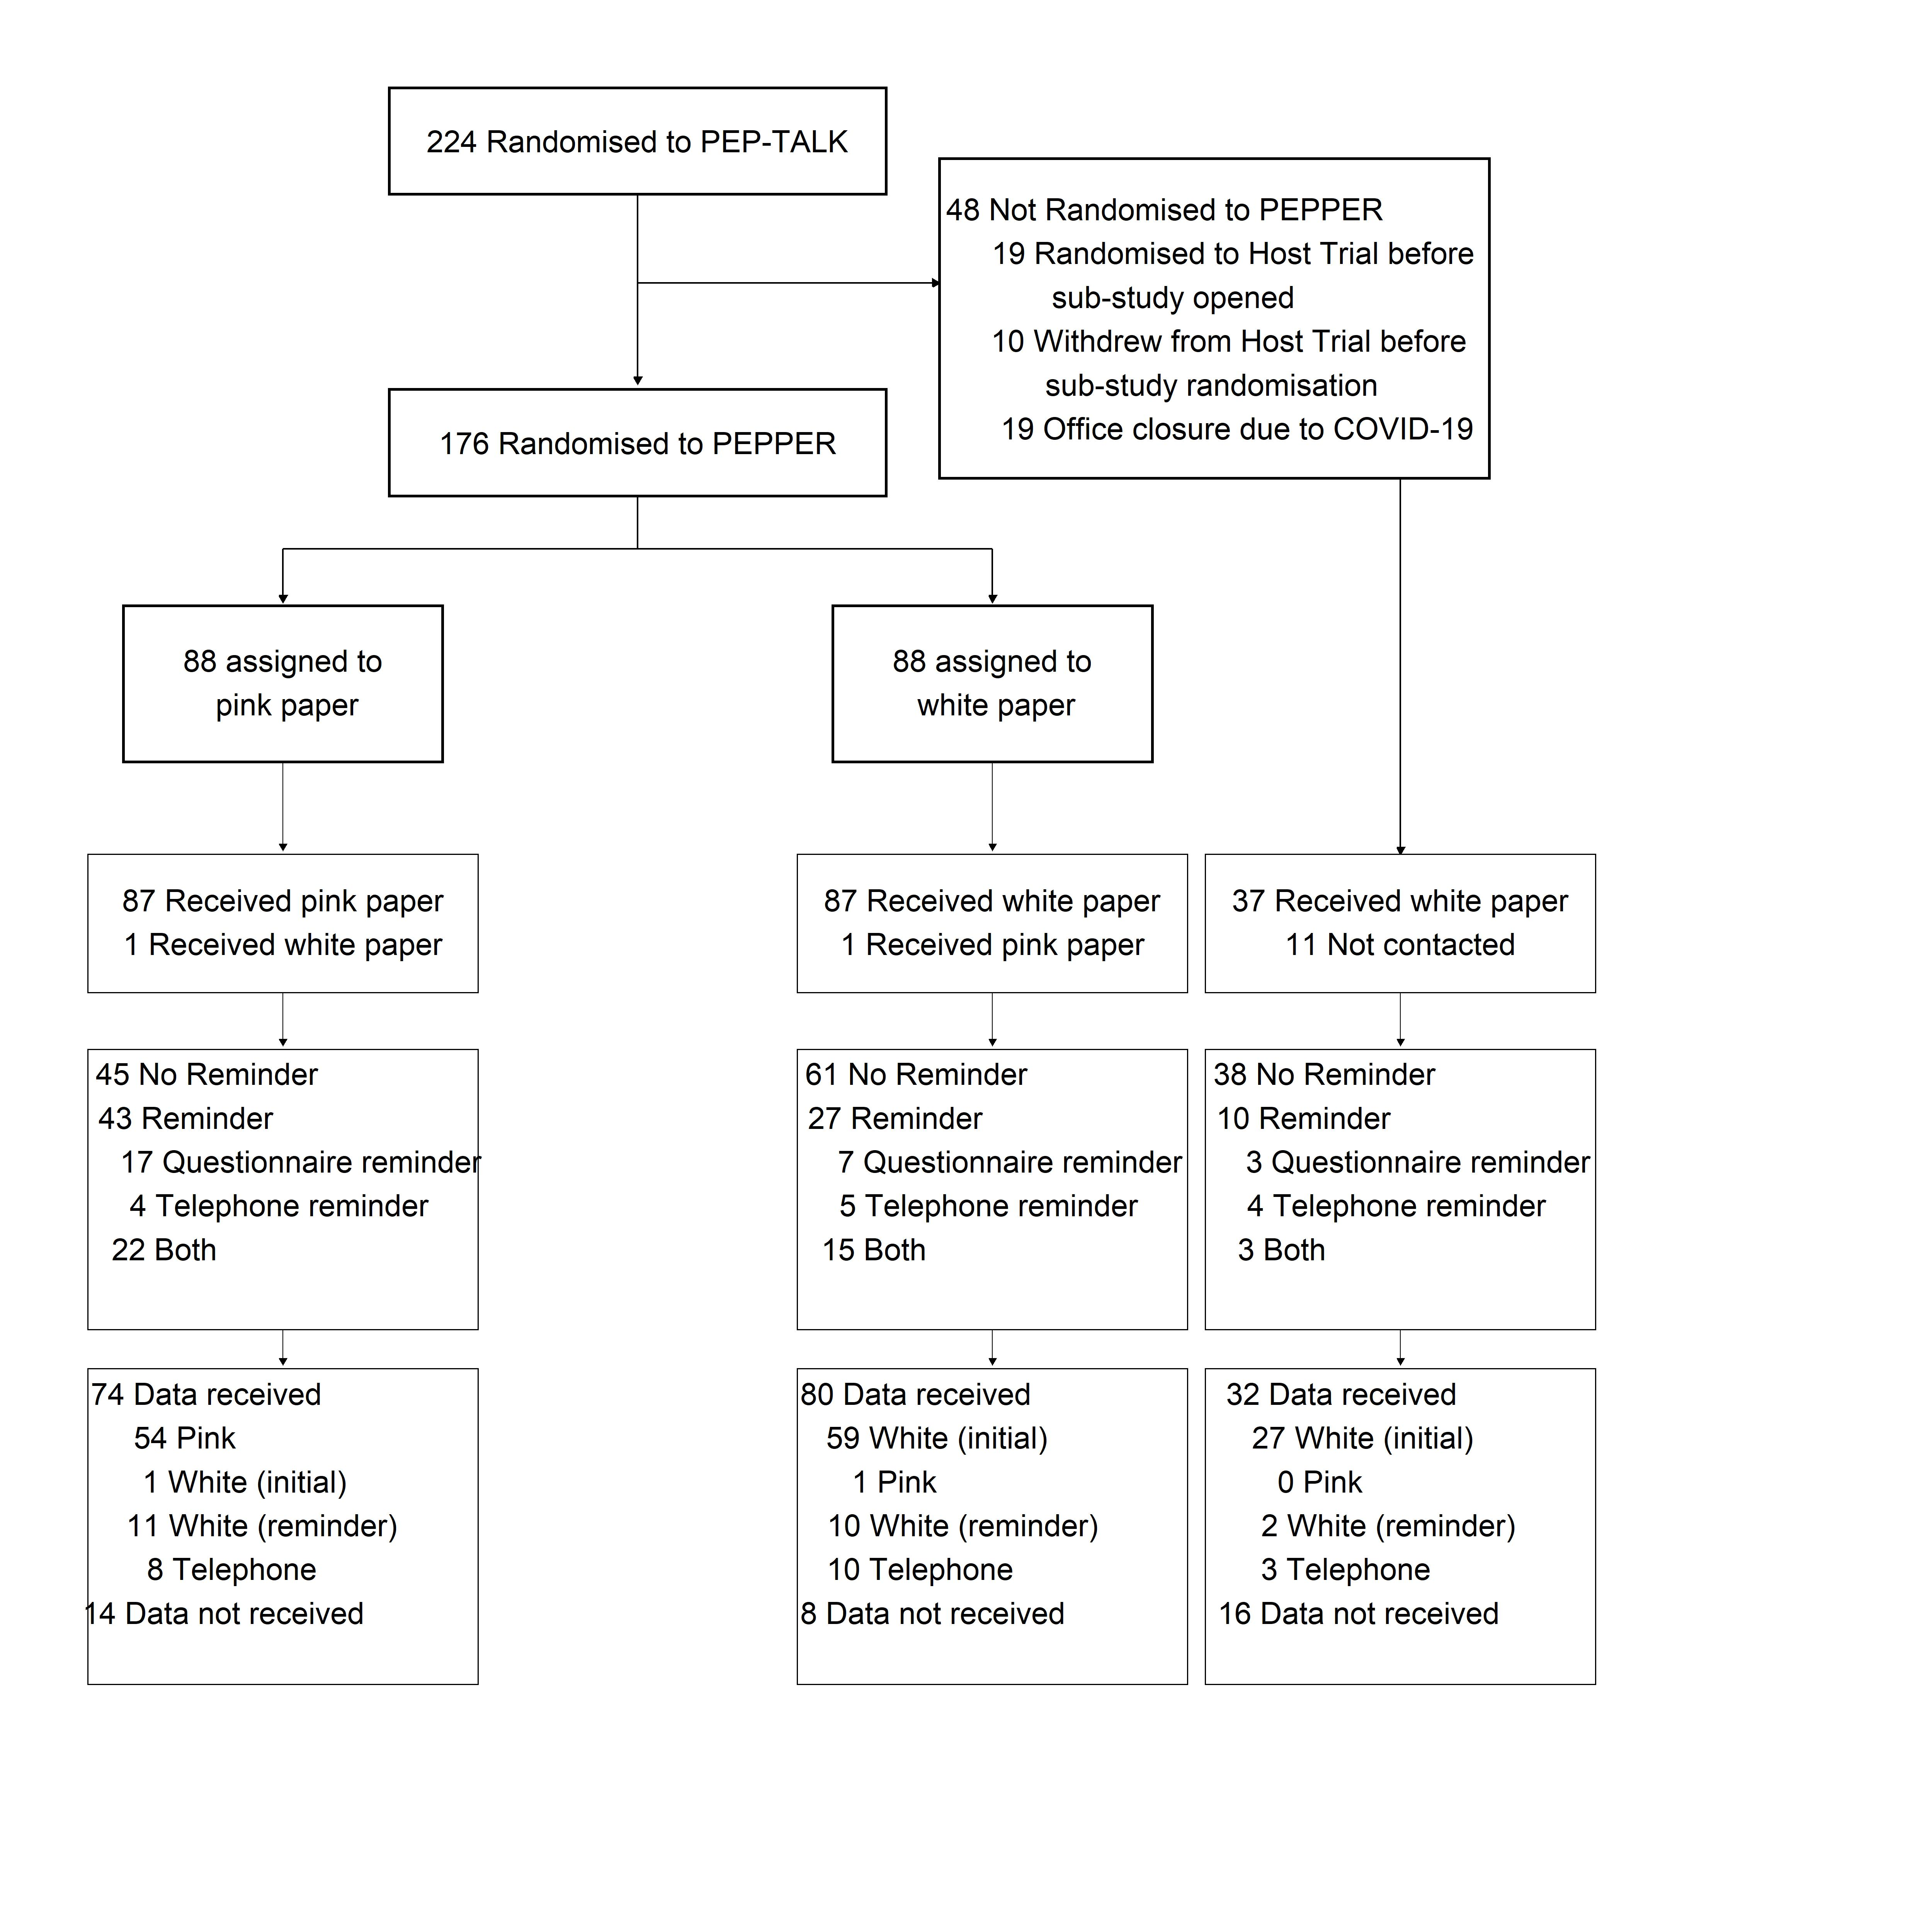 224 Randomised to PEP-TALK
48 Not Randomised to PEPPER
19 Randomised to Host Trial before
sub-study opened
10 Withdrew from Host Trial before
sub-study randomisation
19 Office closure due to COVID-19
176 Randomised to PEPPER
88 assigned to
pink paper
88 assigned to
white paper
87 Received pink paper
1 Received white paper
87 Received white paper
1 Received pink paper
37 Received white paper
11 Not contacted
45 No Reminder
43 Reminder
17 Questionnaire reminder
4 Telephone reminder
22 Both
61 No Reminder
27 Reminder
7 Questionnaire reminder
5 Telephone reminder
15 Both
38 No Reminder
10 Reminder
3 Questionnaire reminder
4 Telephone reminder
3 Both
74 Data received
54 Pink
1 White (initial)
11 White (reminder)
8 Telephone
14 Data not received
80 Data received
59 White (initial)
1 Pink
10 White (reminder)
10 Telephone
8 Data not received
32 Data received
27 White (initial)
0 Pink
2 White (reminder)
3 Telephone
16 Data not received